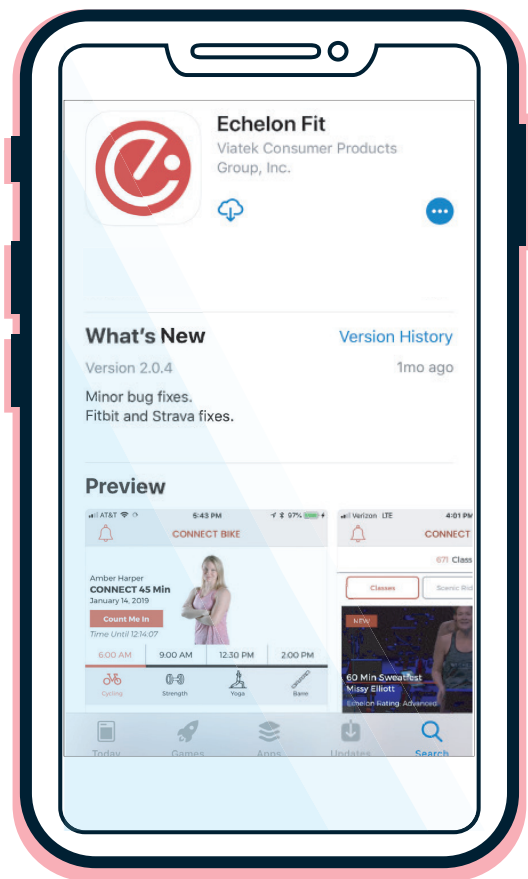 Echelon Fit
Viatek Consumer Products
Group, Inc.
What's New
Version History
Version 2.0.4
1mo ago
Minor bug fixes.
Fitbit and Strava fixes.
Preview
AT&T
5:43 PM
97%
CONNECT BIKE
Amber Harper
CONNECT 45 Min
January 14, 2019
Count Me In
Time Until 12:14:07
6:00 AM
9:00 AM
12:30 PM
2:00 PM
Cycling
Strength
Yoga
Barre
Verizon LTE
4:01 PM
CONNECT
671 Class
Classes
Scenic Rid
NEW
60 Min Sweatfest
Missy Elliott
Echelon Rating: Advanced
Today
Games
Apps
Updates
Search